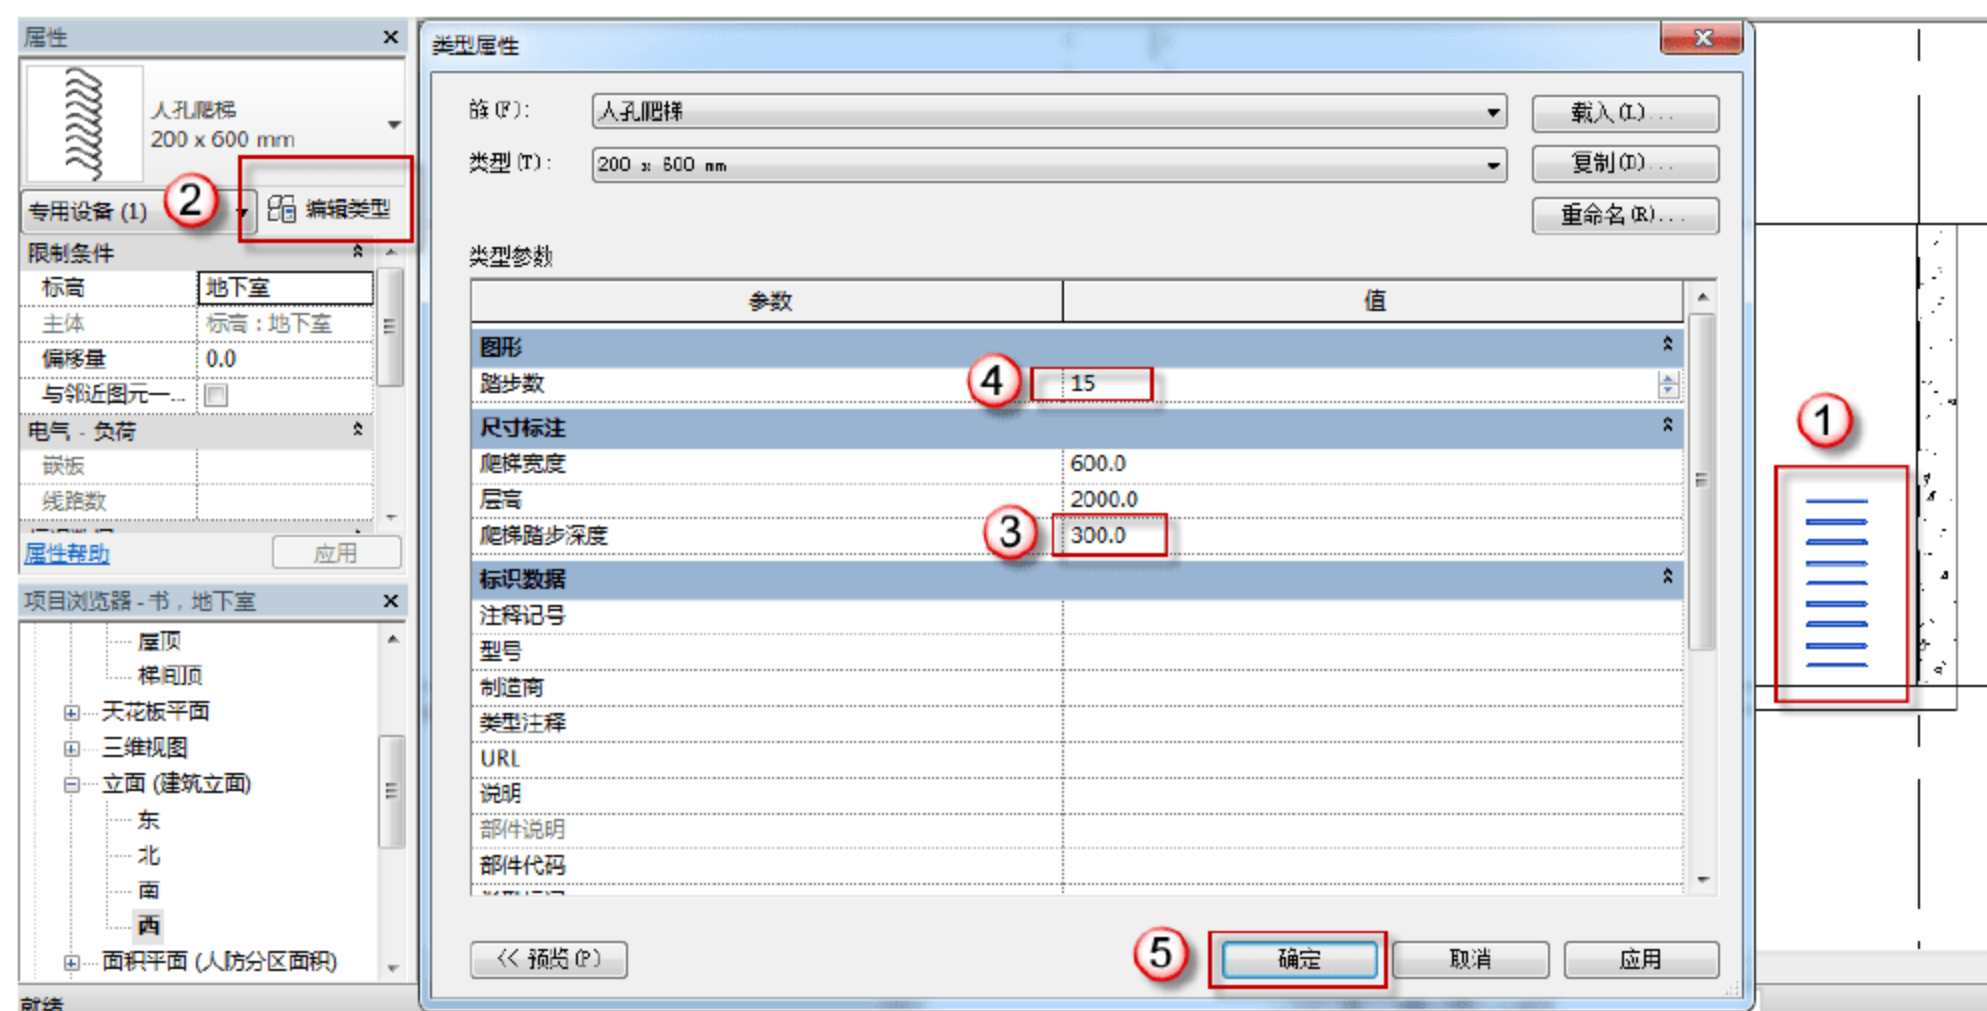 属性
人孔爬梯
200 x 600 mm
专用设备 (1)
②
编辑类型
限制条件
标高
地下室
主体
标高：地下室
偏移量
0.0
与邻近图元一...
电气 - 负荷
嵌板
线路数
属性帮助
应用
项目浏览器 - 书，地下室
屋顶
梯间顶
天花板平面
三维视图
立面 (建筑立面)
东
北
南
西
面积平面 (人防分区面积)
就绪
类型属性
族(F):
人孔爬梯
载入(L)...
类型(T):
200 x 600 mm
复制(D)...
重命名(R)...
类型参数
参数
值
图形
踏步数
④
15
尺寸标注
爬梯宽度
600.0
层高
2000.0
爬梯踏步深度
③
300.0
标识数据
注释记号
型号
制造商
类型注释
URL
说明
部件说明
部件代码
<< 预览(P)
⑤
确定
取消
应用
①